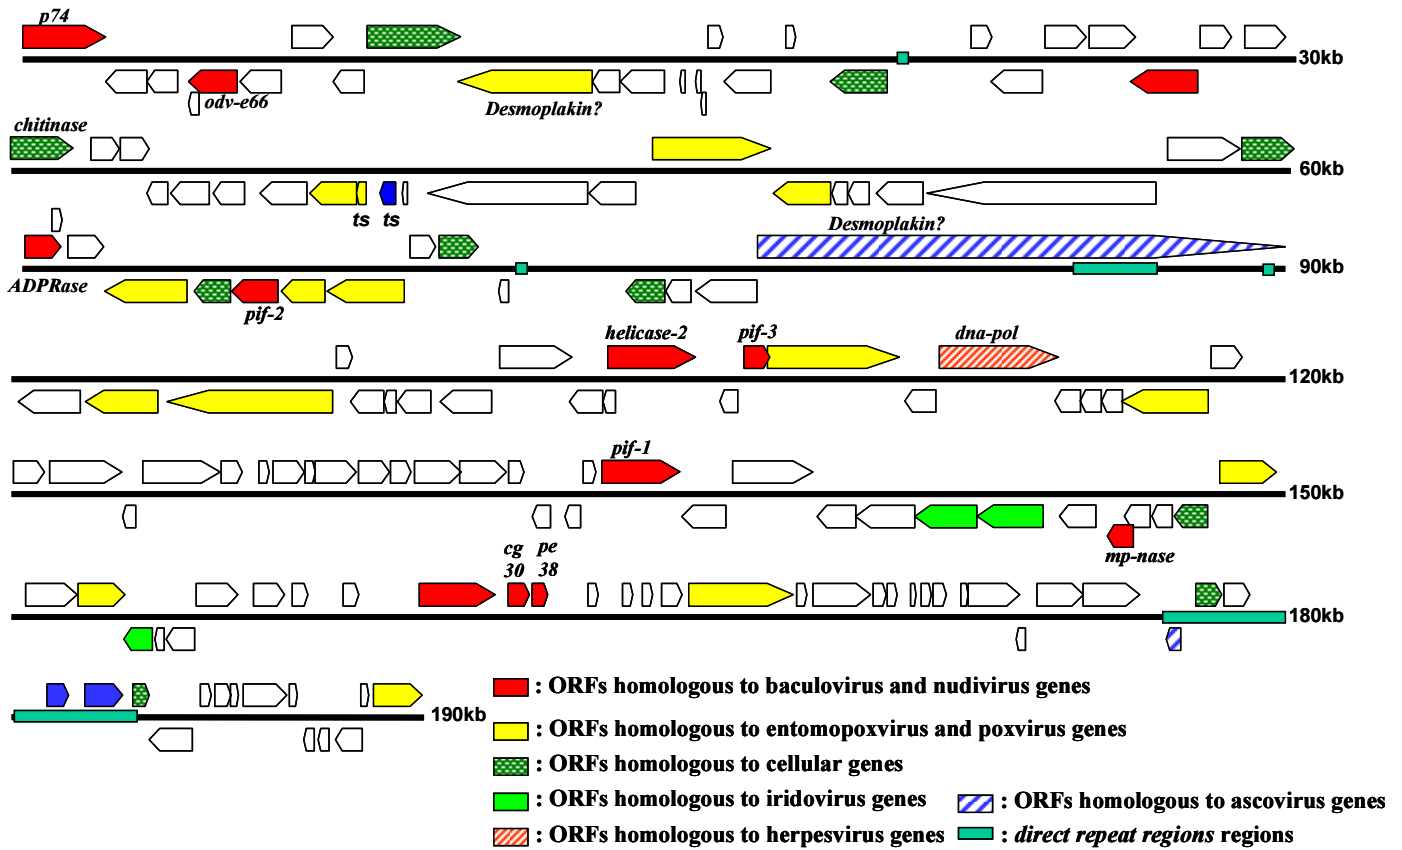 p74
30kb
odv-e66
Desmoplakin?
chitinase
60kb
ts ts
Desmoplakin?
90kb
ADPRase
pif-2
helicase-2 pif-3 dna-pol
120kb
pif-1
150kb
mp-nase
cg pe
30 38
180kb
190kb
: ORFs homologous to baculovirus and nudivirus genes
: ORFs homologous to entomopoxvirus and poxvirus genes
: ORFs homologous to cellular genes
: ORFs homologous to iridovirus genes
: ORFs homologous to ascovirus genes
: ORFs homologous to herpesvirus genes
: direct repeat regions regions